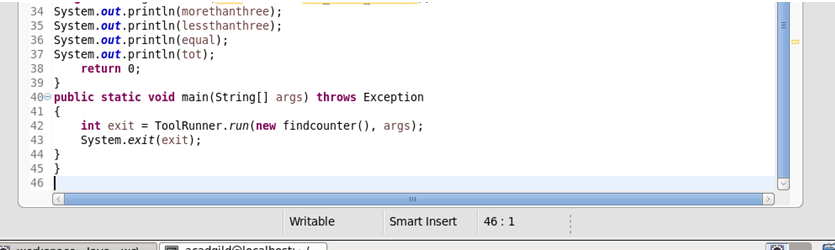 34 System.out.println(morethanthree);
35 System.out.println(lessthanthree);
36 System.out.println(equal);
37 System.out.println(tot);
38     return 0;
39 }
40 public static void main(String[] args) throws Exception
41 {
42     int exit = ToolRunner.run(new findcounter(), args);
43     System.exit(exit);
44 }
45 }
46
Writable Smart Insert 46 : 1